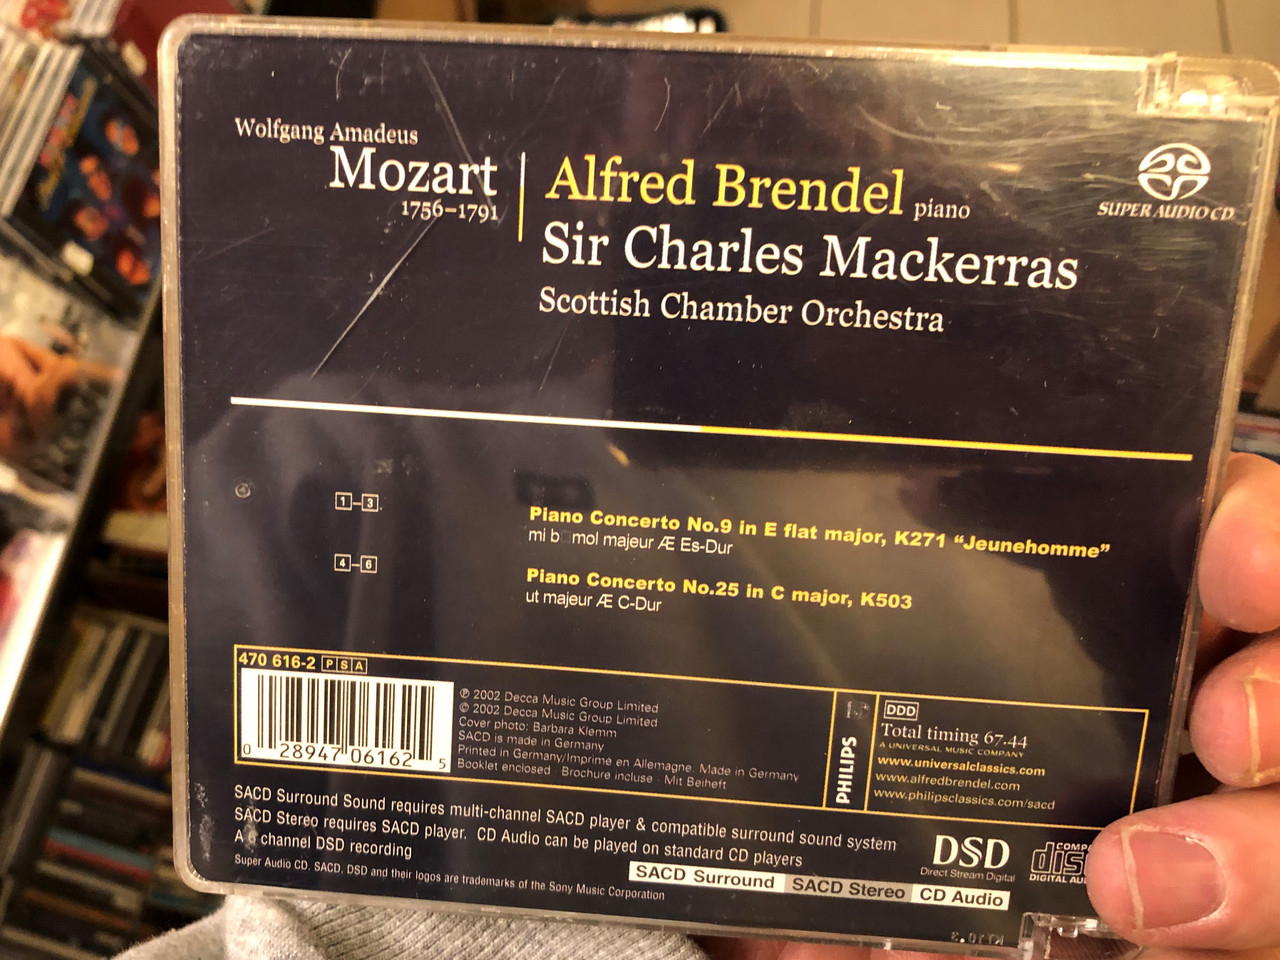 Wolfgang Amadeus
Mozart
1756–1791
Alfred Brendel piano
Sir Charles Mackerras
Scottish Chamber Orchestra
SUPER AUDIO CD
1–3
Piano Concerto No.9 in E flat major, K271 “Jeunehomme”
mi b mol majeur Æ Es-Dur
4–6
Piano Concerto No.25 in C major, K503
ut majeur Æ C-Dur
470 616-2 PSA
0 28947 06162 5
℗ 2002 Decca Music Group Limited
© 2002 Decca Music Group Limited
Cover photo: Barbara Klemm
SACD is made in Germany
Printed in Germany/Imprime en Allemagne. Made in Germany
Booklet enclosed · Brochure incluse · Mit Beiheft
PHILIPS
DDD
Total timing 67.44
A UNIVERSAL MUSIC COMPANY
www.universalclassics.com
www.alfredbrendel.com
www.philipsclassics.com/sacd
SACD Surround Sound requires multi-channel SACD player & compatible surround sound system
SACD Stereo requires SACD player. CD Audio can be played on standard CD players
A 6 channel DSD recording
Super Audio CD, SACD, DSD and their logos are trademarks of the Sony Music Corporation
SACD Surround SACD Stereo CD Audio
DSD
Direct Stream Digital
disc